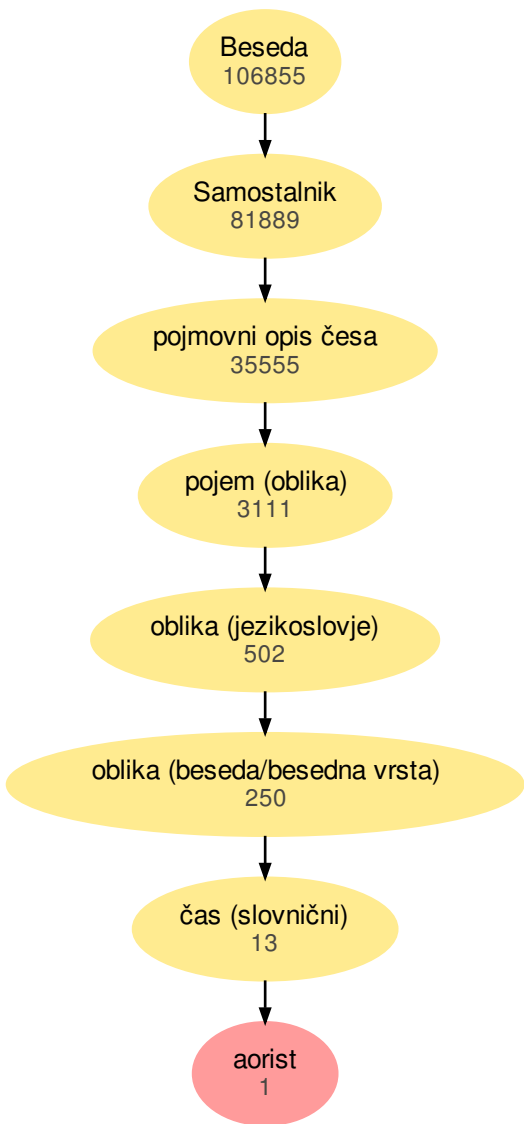 Beseda
106855
Samostalnik
81889
pojmovni opis česa
35555
pojem (oblika)
3111
oblika (jezikoslovje)
502
oblika (beseda/besedna vrsta)
250
čas (slovnični)
13
aorist
1